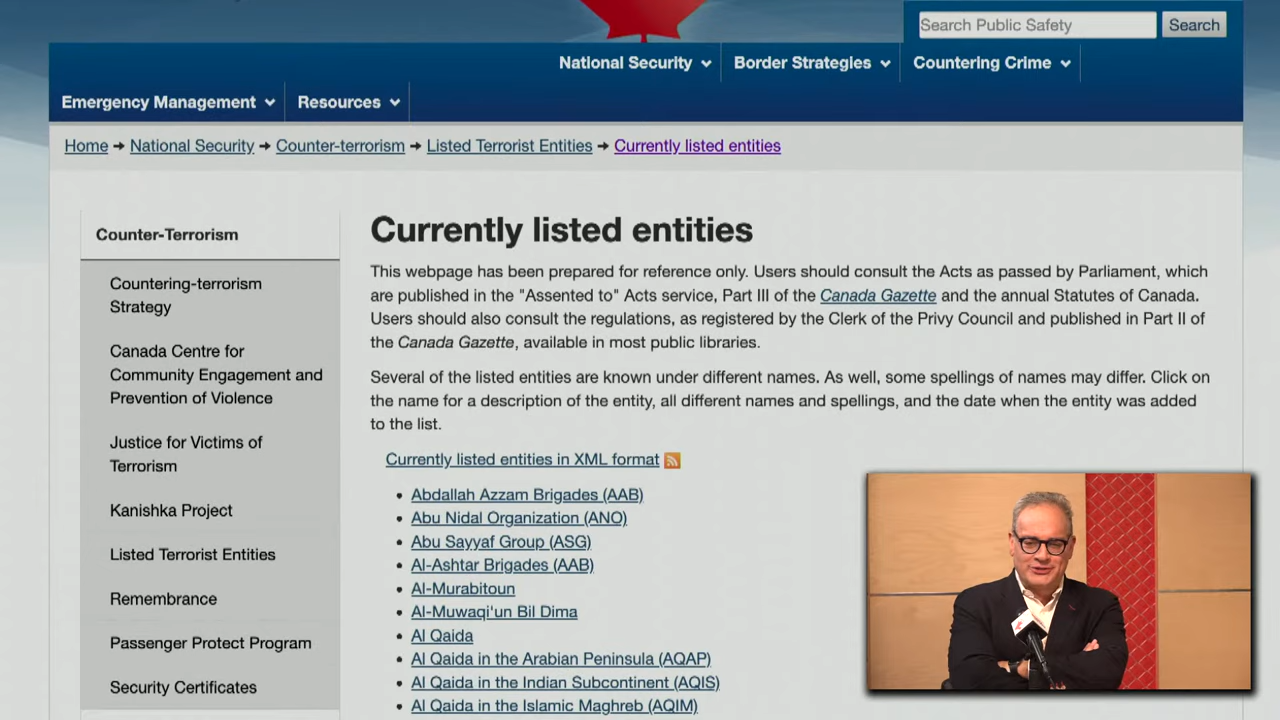 Search Public Safety
Search
National Security
Border Strategies
Countering Crime
Emergency Management
Resources
Home → National Security → Counter-terrorism → Listed Terrorist Entities → Currently listed entities
Counter-Terrorism
Countering-terrorism
Strategy
Canada Centre for
Community Engagement and
Prevention of Violence
Justice for Victims of
Terrorism
Kanishka Project
Listed Terrorist Entities
Remembrance
Passenger Protect Program
Security Certificates
Currently listed entities
This webpage has been prepared for reference only. Users should consult the Acts as passed by Parliament, which
are published in the "Assented to" Acts service, Part III of the Canada Gazette and the annual Statutes of Canada.
Users should also consult the regulations, as registered by the Clerk of the Privy Council and published in Part II of
the Canada Gazette, available in most public libraries.
Several of the listed entities are known under different names. As well, some spellings of names may differ. Click on
the name for a description of the entity, all different names and spellings, and the date when the entity was added
to the list.
Currently listed entities in XML format
• Abdallah Azzam Brigades (AAB)
• Abu Nidal Organization (ANO)
• Abu Sayyaf Group (ASG)
• Al-Ashtar Brigades (AAB)
• Al-Murabitoun
• Al-Muwaqi'un Bil Dima
• Al Qaida
• Al Qaida in the Arabian Peninsula (AQAP)
• Al Qaida in the Indian Subcontinent (AQIS)
• Al Qaida in the Islamic Maghreb (AQIM)